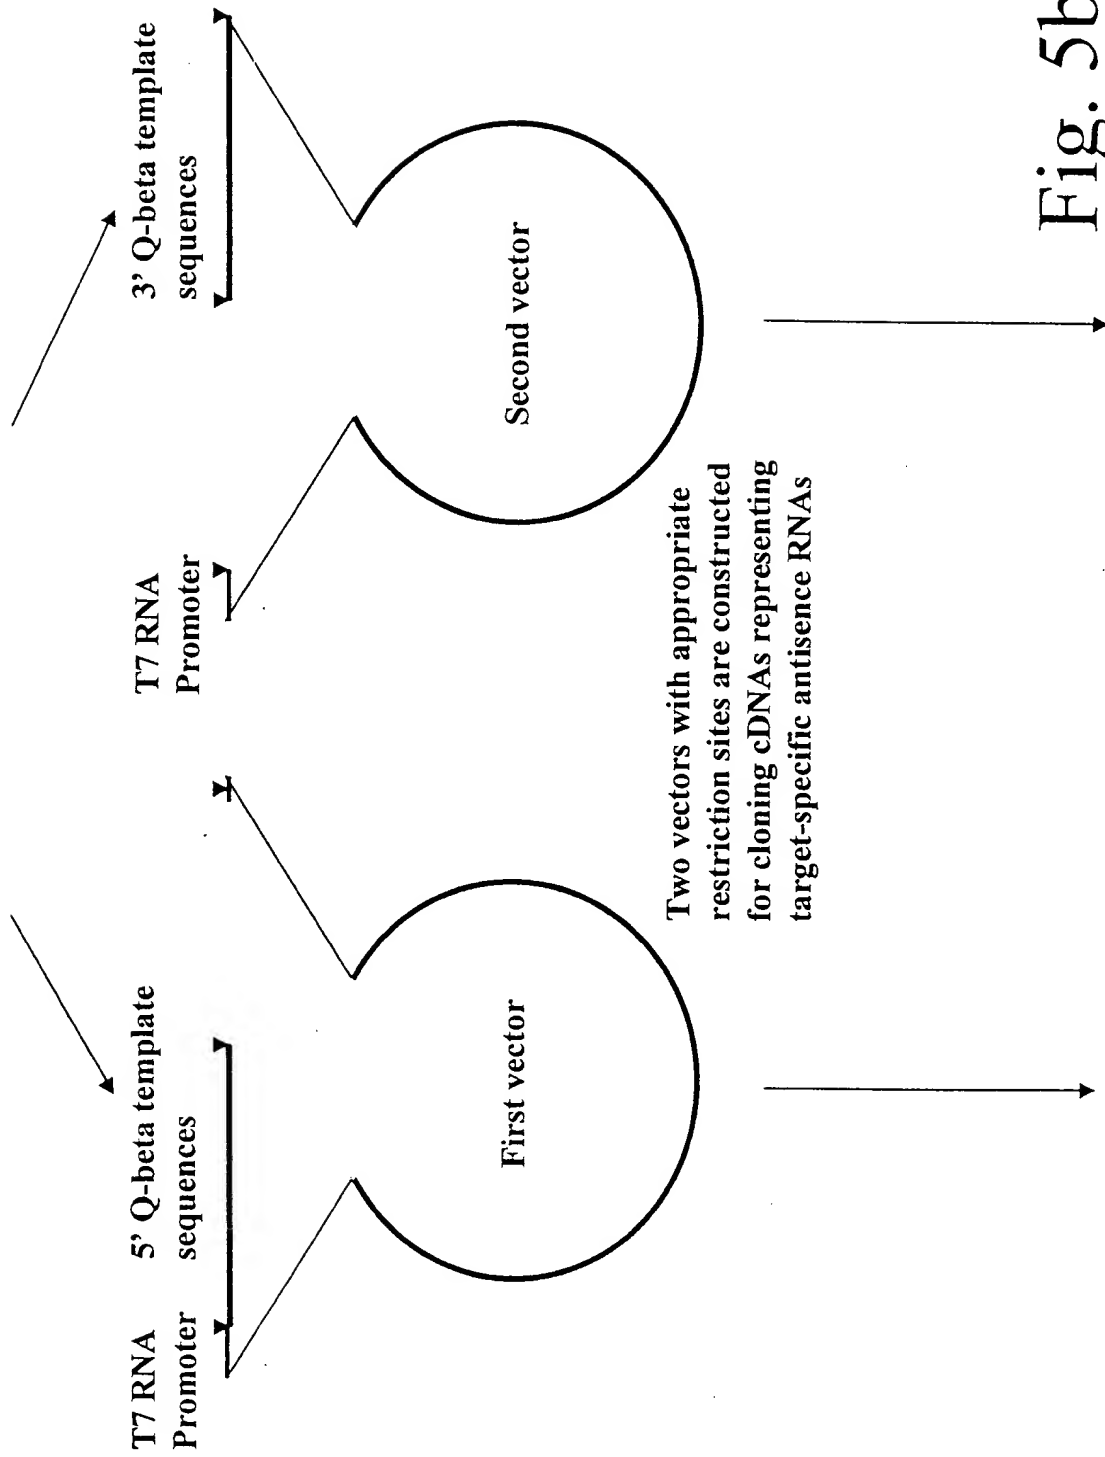 T7 RNA
Promoter
5’ Q-beta template
sequences
T7 RNA
Promoter
3’ Q-beta template
sequences
First vector
Second vector
Two vectors with appropriate
restriction sites are constructed
for cloning cDNAs representing
target-specific antisence RNAs
Fig. 5b